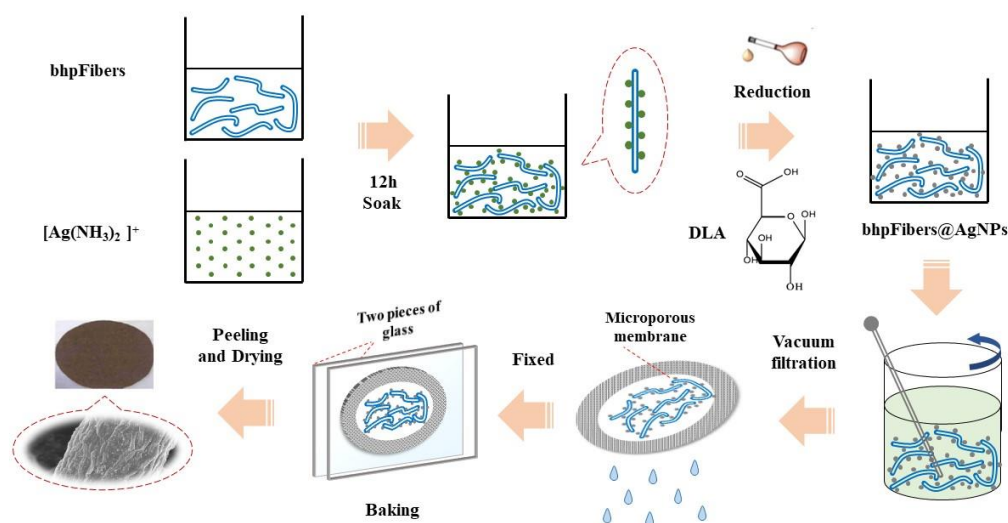 bhpFibers
[Ag(NH3)2 ]+
12h
Soak
Reduction
DLA
O
OH
O
OH
OH
OH
OH
bhpFibers@AgNPs
Vacuum
filtration
Microporous
membrane
Fixed
Two pieces of
glass
Baking
Peeling
and Drying